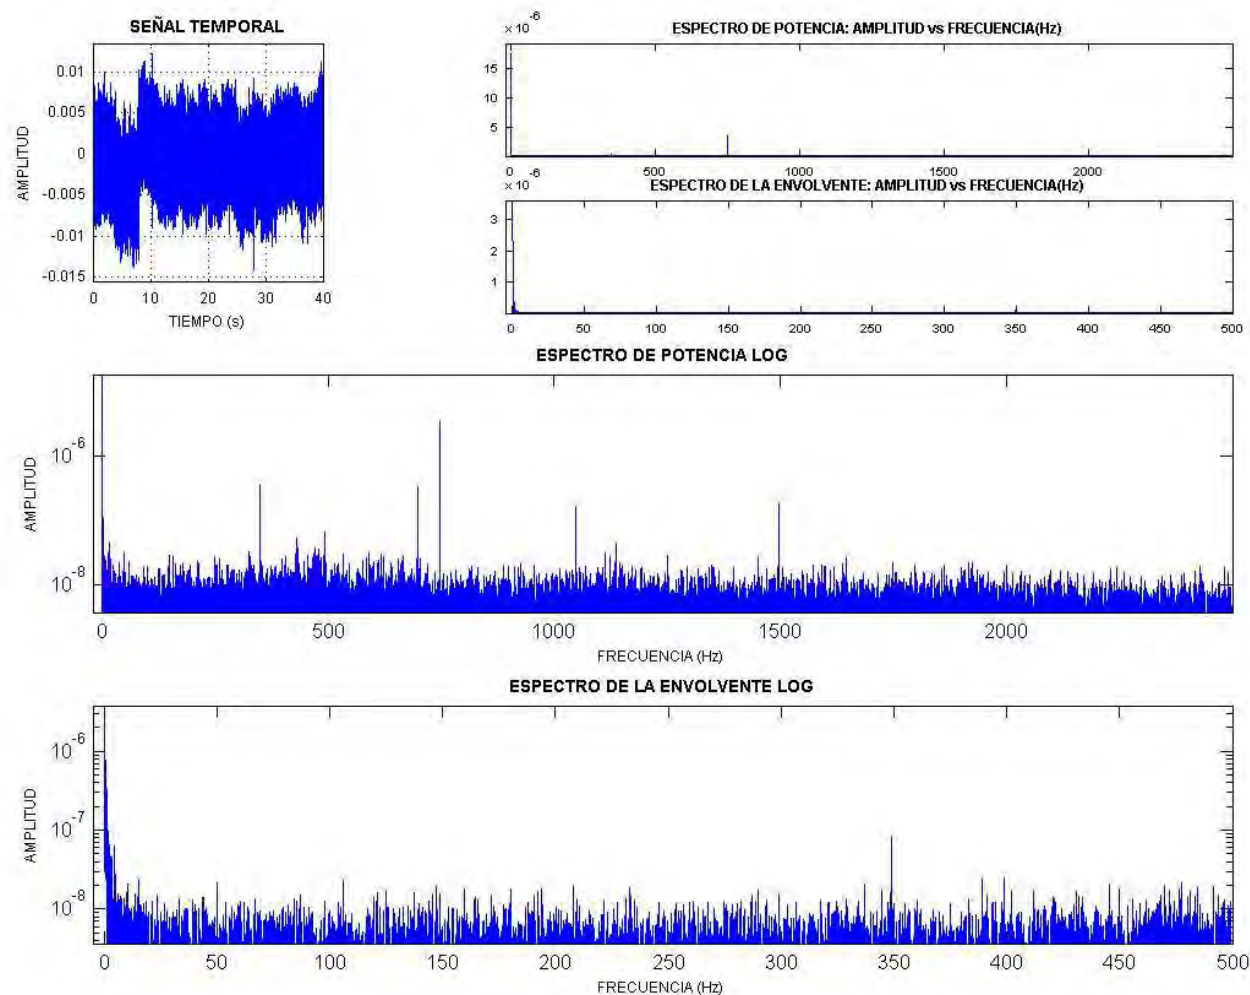 SEÑAL TEMPORAL
AMPLITUD
0.01
0.005
0
-0.005
-0.01
-0.015
0 10 20 30 40
TIEMPO (s)
× 10⁻⁶
ESPECTRO DE POTENCIA: AMPLITUD vs FRECUENCIA(Hz)
15
10
5
0 500 1000 1500 2000
× 10⁻⁶
ESPECTRO DE LA ENVOLVENTE: AMPLITUD vs FRECUENCIA(Hz)
3
2
1
0 50 100 150 200 250 300 350 400 450 500
ESPECTRO DE POTENCIA LOG
AMPLITUD
10⁻⁶
10⁻⁸
0 500 1000 1500 2000
FRECUENCIA (Hz)
ESPECTRO DE LA ENVOLVENTE LOG
AMPLITUD
10⁻⁶
10⁻⁷
10⁻⁸
0 50 100 150 200 250 300 350 400 450 500
FRECUENCIA (Hz)